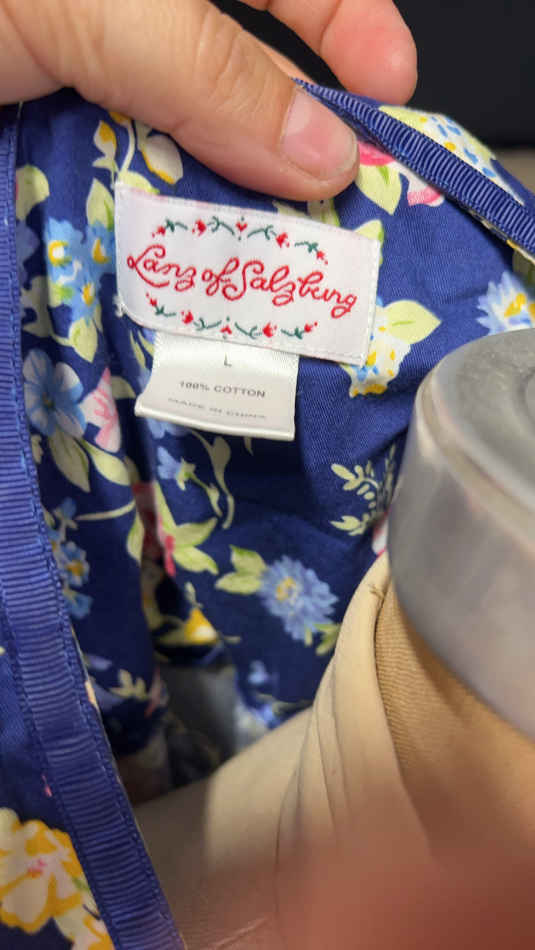 Lanz of Salzburg
L
100% COTTON
MADE IN CHINA